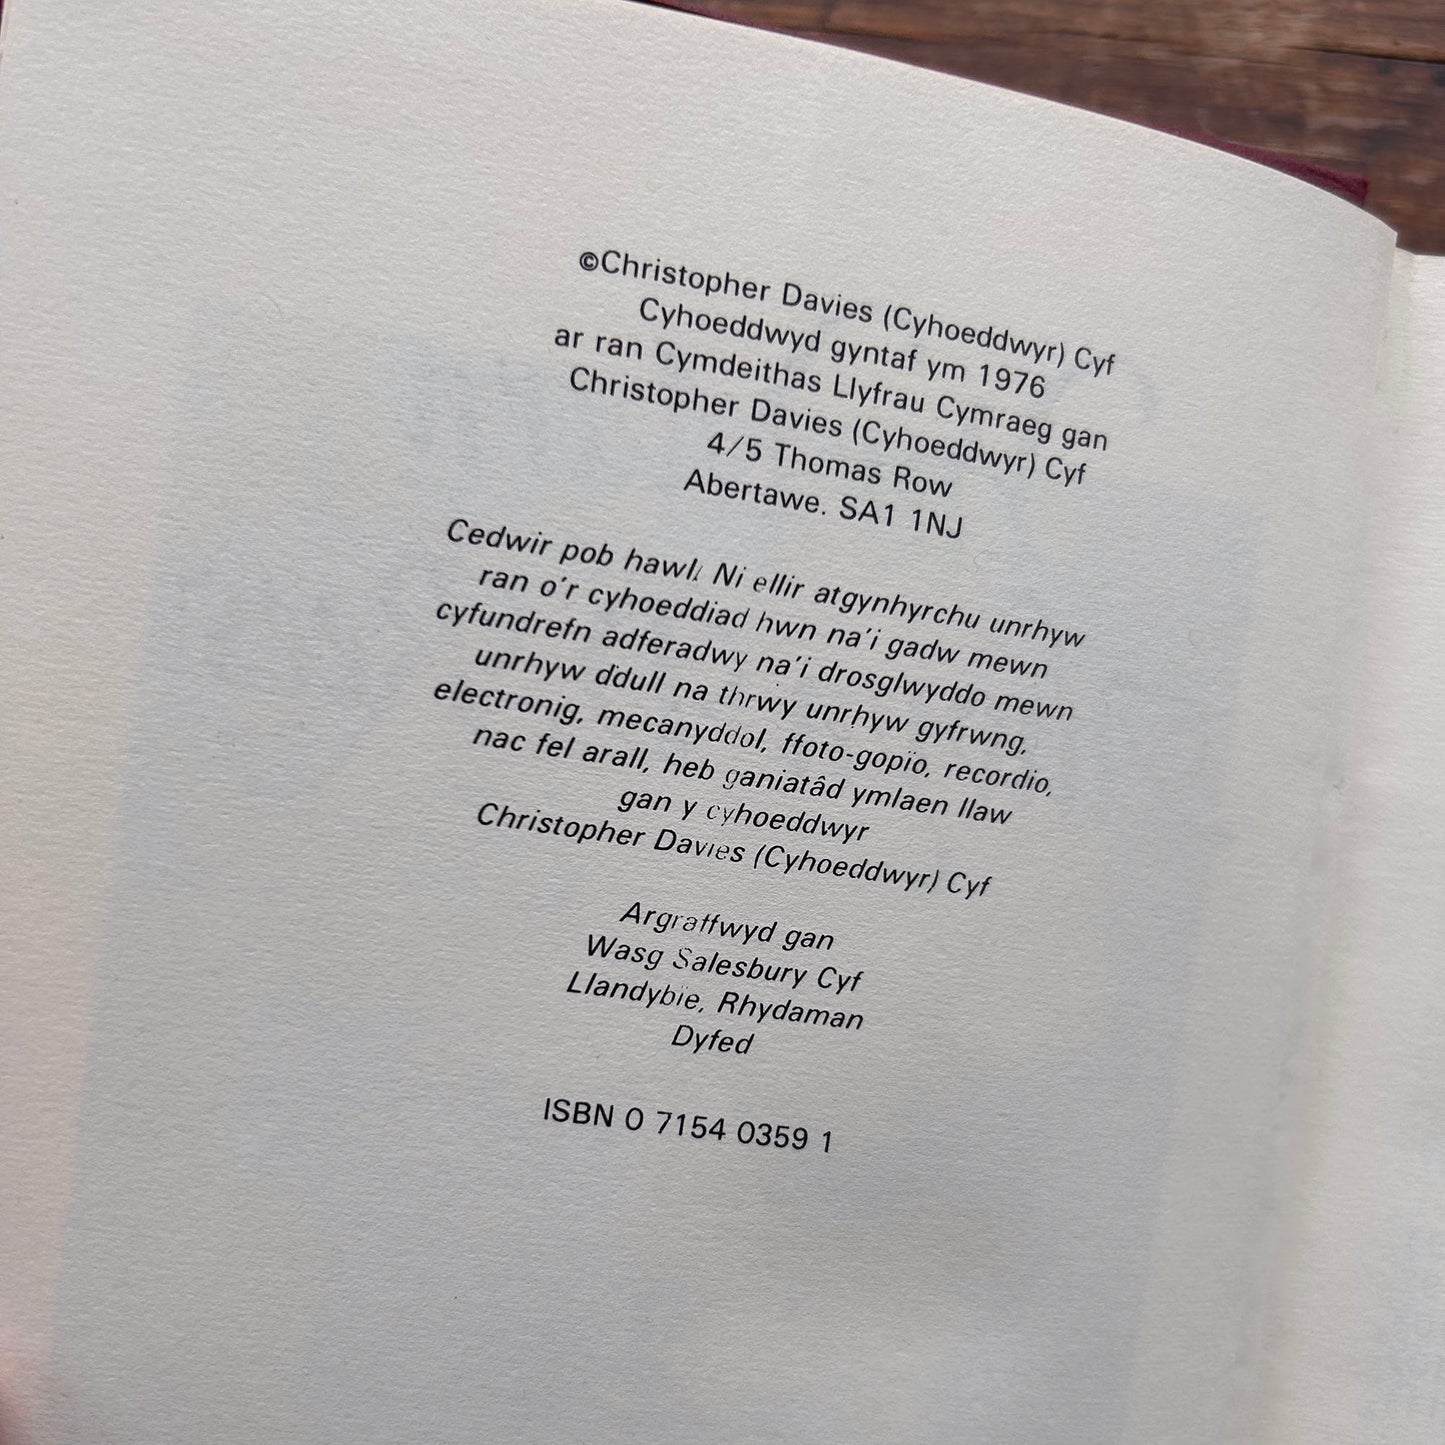 ©Christopher Davies (Cyhoeddwyr) Cyf
Cyhoeddwyd gyntaf ym 1976
ar ran Cymdeithas Llyfrau Cymraeg gan
Christopher Davies (Cyhoeddwyr) Cyf
4/5 Thomas Row
Abertawe. SA1 1NJ
Cedwir pob hawl. Ni ellir atgynhyrchu unrhyw
ran o'r cyhoeddiad hwn na'i gadw mewn
cyfundrefn adferadwy na'i drosglwyddo mewn
unrhyw ddull na thrwy unrhyw gyfrwng,
electronig, mecanyddol, ffoto-gopïo, recordio,
nac fel arall, heb ganiatâd ymlaen llaw
gan y cyhoeddwyr
Christopher Davies (Cyhoeddwyr) Cyf
Argraffwyd gan
Wasg Salesbury Cyf
Llandybïe, Rhydaman
Dyfed
ISBN 0 7154 0359 1